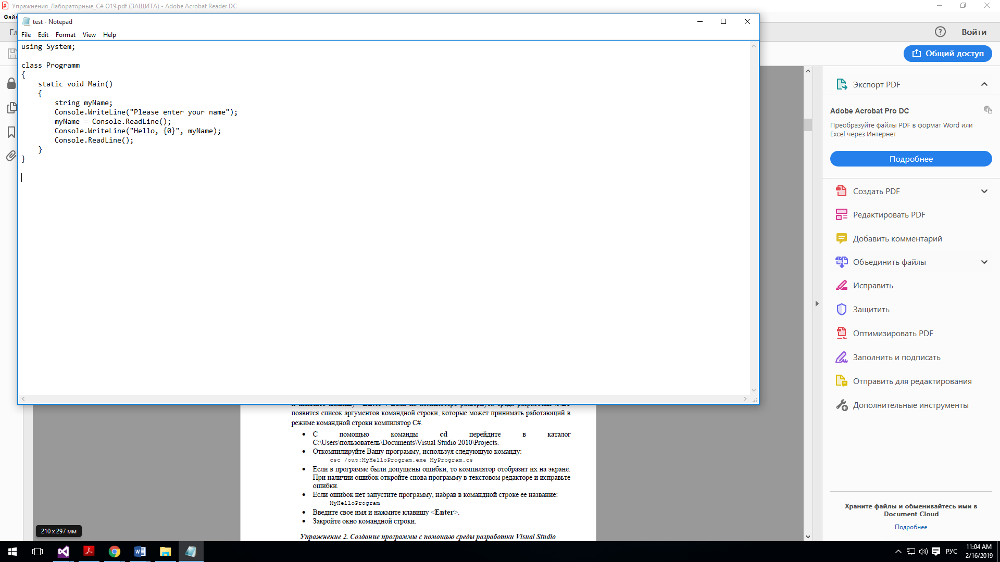 Упражнения_Лабораторные_C# О19.pdf (ЗАЩИТА) - Adobe Acrobat Reader DC
test - Notepad
File Edit Format View Help
using System;
class Programm
{
static void Main()
{
string myName;
Console.WriteLine("Please enter your name");
myName = Console.ReadLine();
Console.WriteLine("Hello, {0}", myName);
Console.ReadLine();
}
}
Войти
Общий доступ
Экспорт PDF
Adobe Acrobat Pro DC
Преобразуйте файлы PDF в формат Word или
Excel через Интернет
Подробнее
Создать PDF
Редактировать PDF
Добавить комментарий
Объединить файлы
Исправить
Защитить
Оптимизировать PDF
Заполнить и подписать
Отправить для редактирования
Дополнительные инструменты
Храните файлы и обменивайтесь ими в
Document Cloud
Подробнее
появится список аргументов командной строки, которые может принимать работающий в
режиме командной строки компилятор C#.
• С помощью команды cd перейдите в каталог
C:\Users\пользователь\Documents\Visual Studio 2010\Projects.
• Откомпилируйте Вашу программу, используя следующую команду:
csc /out:MyHelloProgram.exe MyProgram.cs
• Если в программе были допущены ошибки, то компилятор отобразит их на экране.
При наличии ошибок откройте снова программу в текстовом редакторе и исправьте
ошибки.
• Если ошибок нет запустите программу, набрав в командной строке ее название:
MyHelloProgram
• Введите свое имя и нажмите клавишу <Enter>.
• Закройте окно командной строки.
Упражнение 2. Создание программы с помощью среды разработки Visual Studio
210 x 297 мм
РУС
11:04 AM
2/16/2019